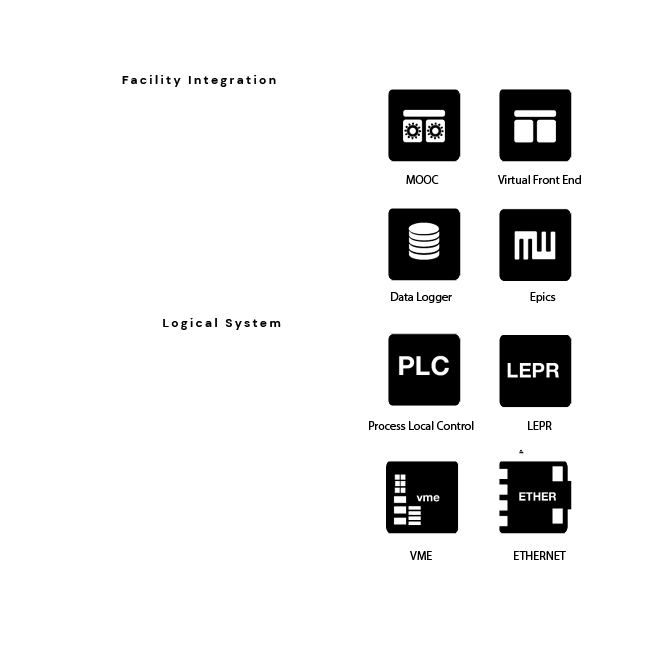 Facility Integration
MOOC
Virtual Front End
Data Logger
Epics
Logical System
PLC
LEPR
Process Local Control
LEPR
vme
ETHER
VME
ETHERNET